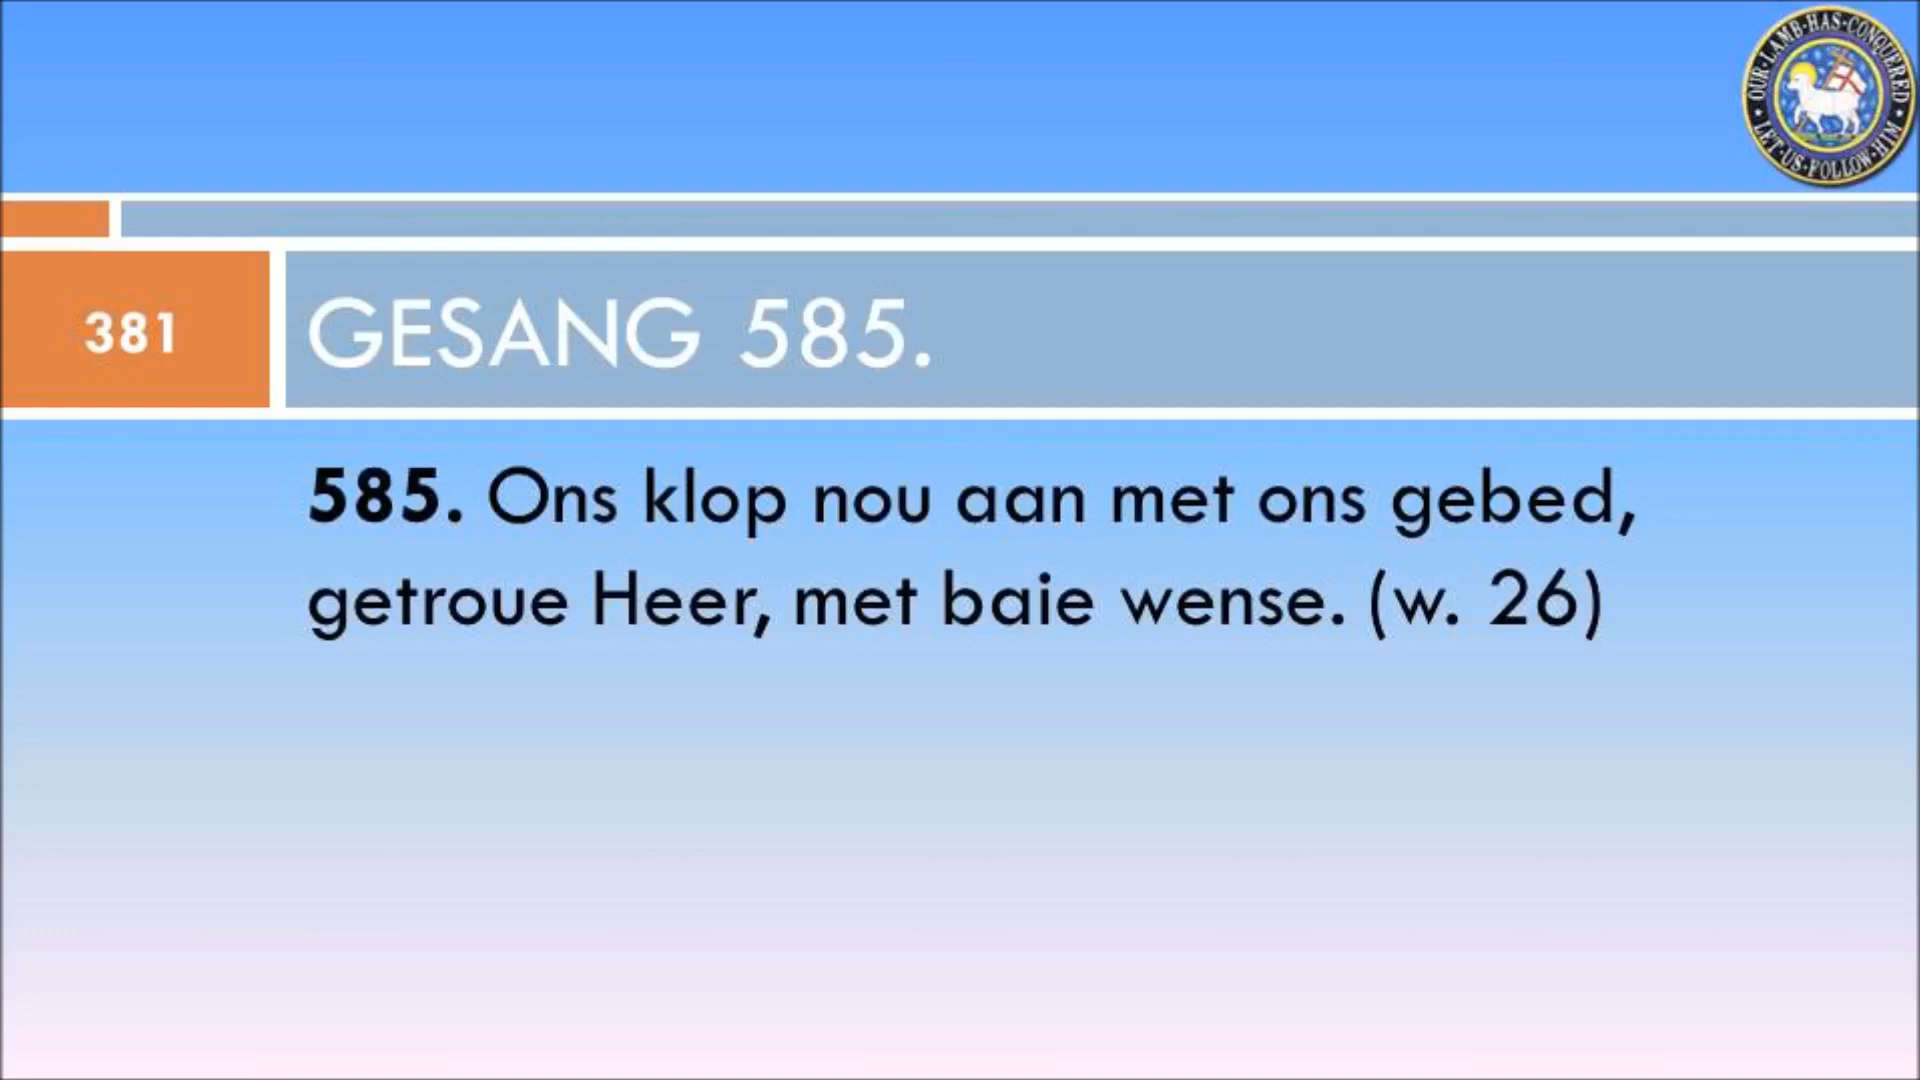 OUR·LAMB·HAS·CONQUERED
LET·US·FOLLOW·HIM
381
GESANG 585.
585. Ons klop nou aan met ons gebed,
getroue Heer, met baie wense. (w. 26)